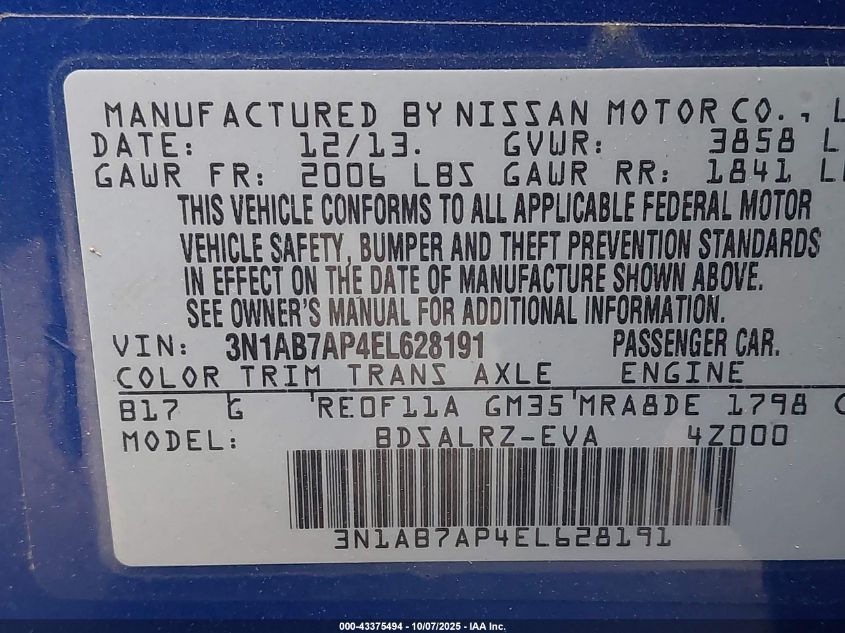 MANUFACTURED BY NISSAN MOTOR CO., L
DATE: 12/13. GVWR: 3858 L
GAWR FR: 2006 LBS GAWR RR: 1841 L
THIS VEHICLE CONFORMS TO ALL APPLICABLE FEDERAL MOTOR
VEHICLE SAFETY, BUMPER AND THEFT PREVENTION STANDARDS
IN EFFECT ON THE DATE OF MANUFACTURE SHOWN ABOVE.
SEE OWNER'S MANUAL FOR ADDITIONAL INFORMATION.
VIN: 3N1AB7AP4EL628191 PASSENGER CAR.
COLOR TRIM TRANS AXLE ENGINE
B17 G RE0F11A GM35 MRA8DE 1798 C
MODEL: BDSALRZ-EVA 4Z000
3N1AB7AP4EL628191
000-43375494 - 10/07/2025 - IAA Inc.